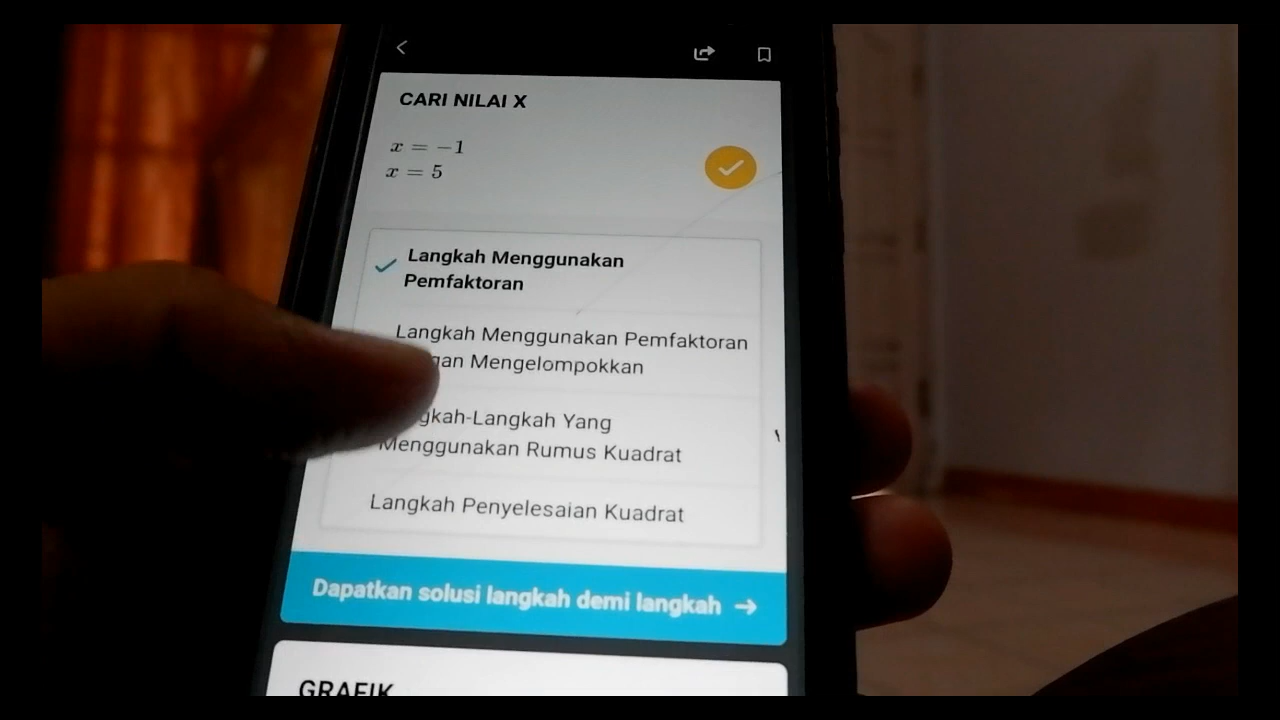 CARI NILAI X
x = −1
x = 5
Langkah Menggunakan
Pemfaktoran
Langkah Menggunakan Pemfaktoran
Mengelompokkan
Yang
Menggunakan Rumus Kuadrat
Langkah Penyelesaian Kuadrat
Dapatkan solusi langkah demi langkah →
GRAFIK